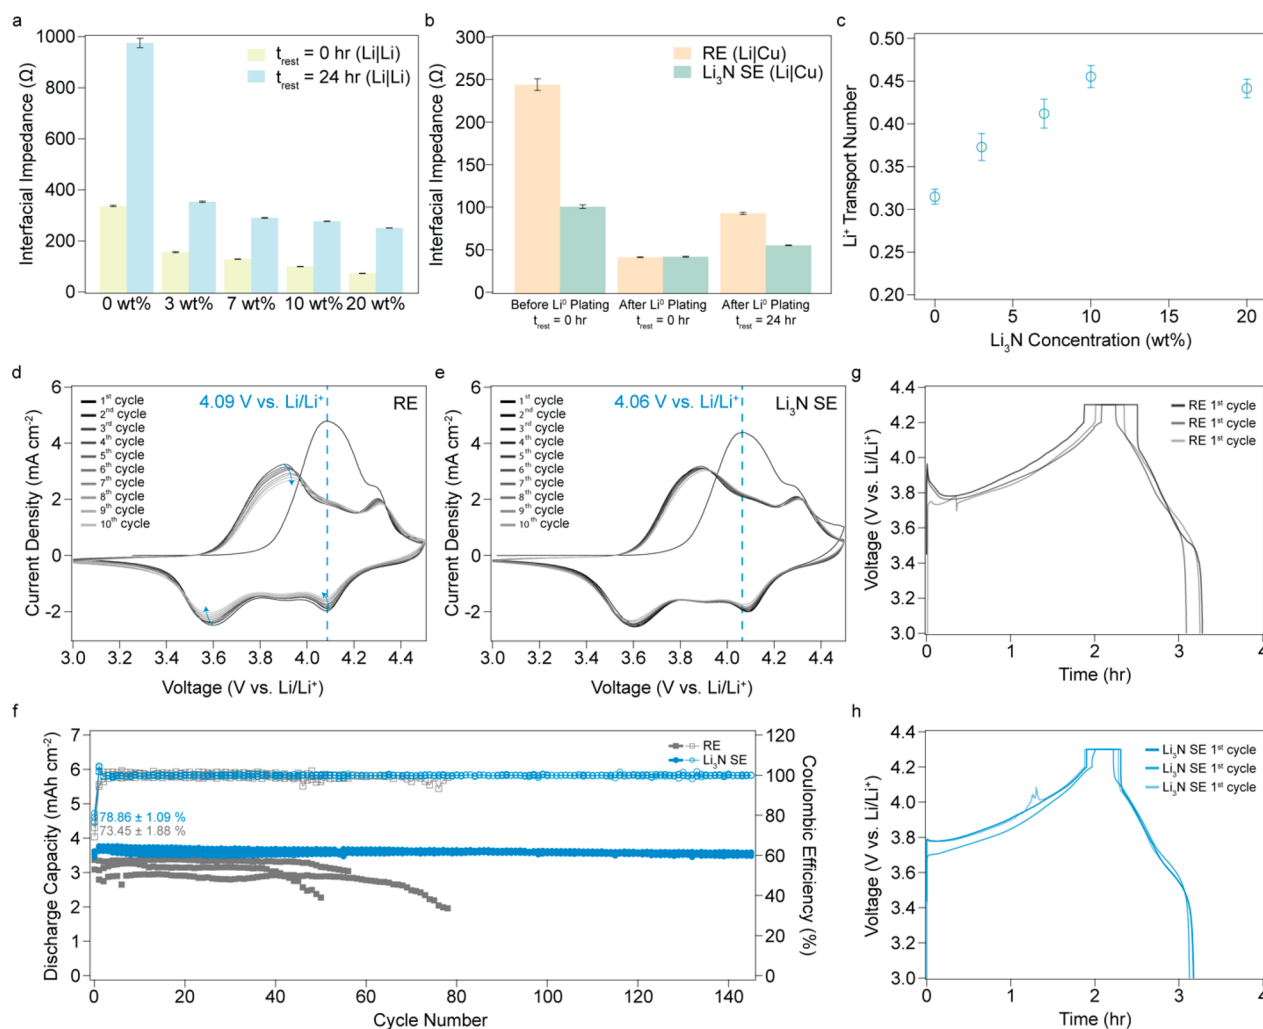 a
Interfacial Impedance (Ω)
1000
800
600
400
200
0
t_rest = 0 hr (Li|Li)
t_rest = 24 hr (Li|Li)
0 wt% 3 wt% 7 wt% 10 wt% 20 wt%
b
Interfacial Impedance (Ω)
300
250
200
150
100
50
0
RE (Li|Cu)
Li₃N SE (Li|Cu)
Before Li⁰ Plating After Li⁰ Plating After Li⁰ Plating
t_rest = 0 hr t_rest = 0 hr t_rest = 24 hr
c
Li⁺ Transport Number
0.50
0.45
0.40
0.35
0.30
0.25
0.20
0 5 10 15 20
Li₃N Concentration (wt%)
d
Current Density (mA cm⁻²)
6
4
2
0
-2
4.09 V vs. Li/Li⁺
RE
1st cycle
2nd cycle
3rd cycle
4th cycle
5th cycle
6th cycle
7th cycle
8th cycle
9th cycle
10th cycle
3.0 3.2 3.4 3.6 3.8 4.0 4.2 4.4
Voltage (V vs. Li/Li⁺)
e
Current Density (mA cm⁻²)
6
4
2
0
-2
4.06 V vs. Li/Li⁺
Li₃N SE
1st cycle
2nd cycle
3rd cycle
4th cycle
5th cycle
6th cycle
7th cycle
8th cycle
9th cycle
10th cycle
3.0 3.2 3.4 3.6 3.8 4.0 4.2 4.4
Voltage (V vs. Li/Li⁺)
g
Voltage (V vs. Li/Li⁺)
4.4
4.2
4.0
3.8
3.6
3.4
3.2
3.0
RE 1st cycle
RE 1st cycle
RE 1st cycle
0 1 2 3 4
Time (hr)
f
Discharge Capacity (mAh cm⁻²)
7
6
5
4
3
2
1
0
RE
Li₃N SE
78.86 ± 1.09 %
73.45 ± 1.88 %
120
100
80
60
40
20
0
Coulombic Efficiency (%)
0 20 40 60 80 100 120 140
Cycle Number
h
Voltage (V vs. Li/Li⁺)
4.4
4.2
4.0
3.8
3.6
3.4
3.2
3.0
Li₃N SE 1st cycle
Li₃N SE 1st cycle
Li₃N SE 1st cycle
0 1 2 3 4
Time (hr)